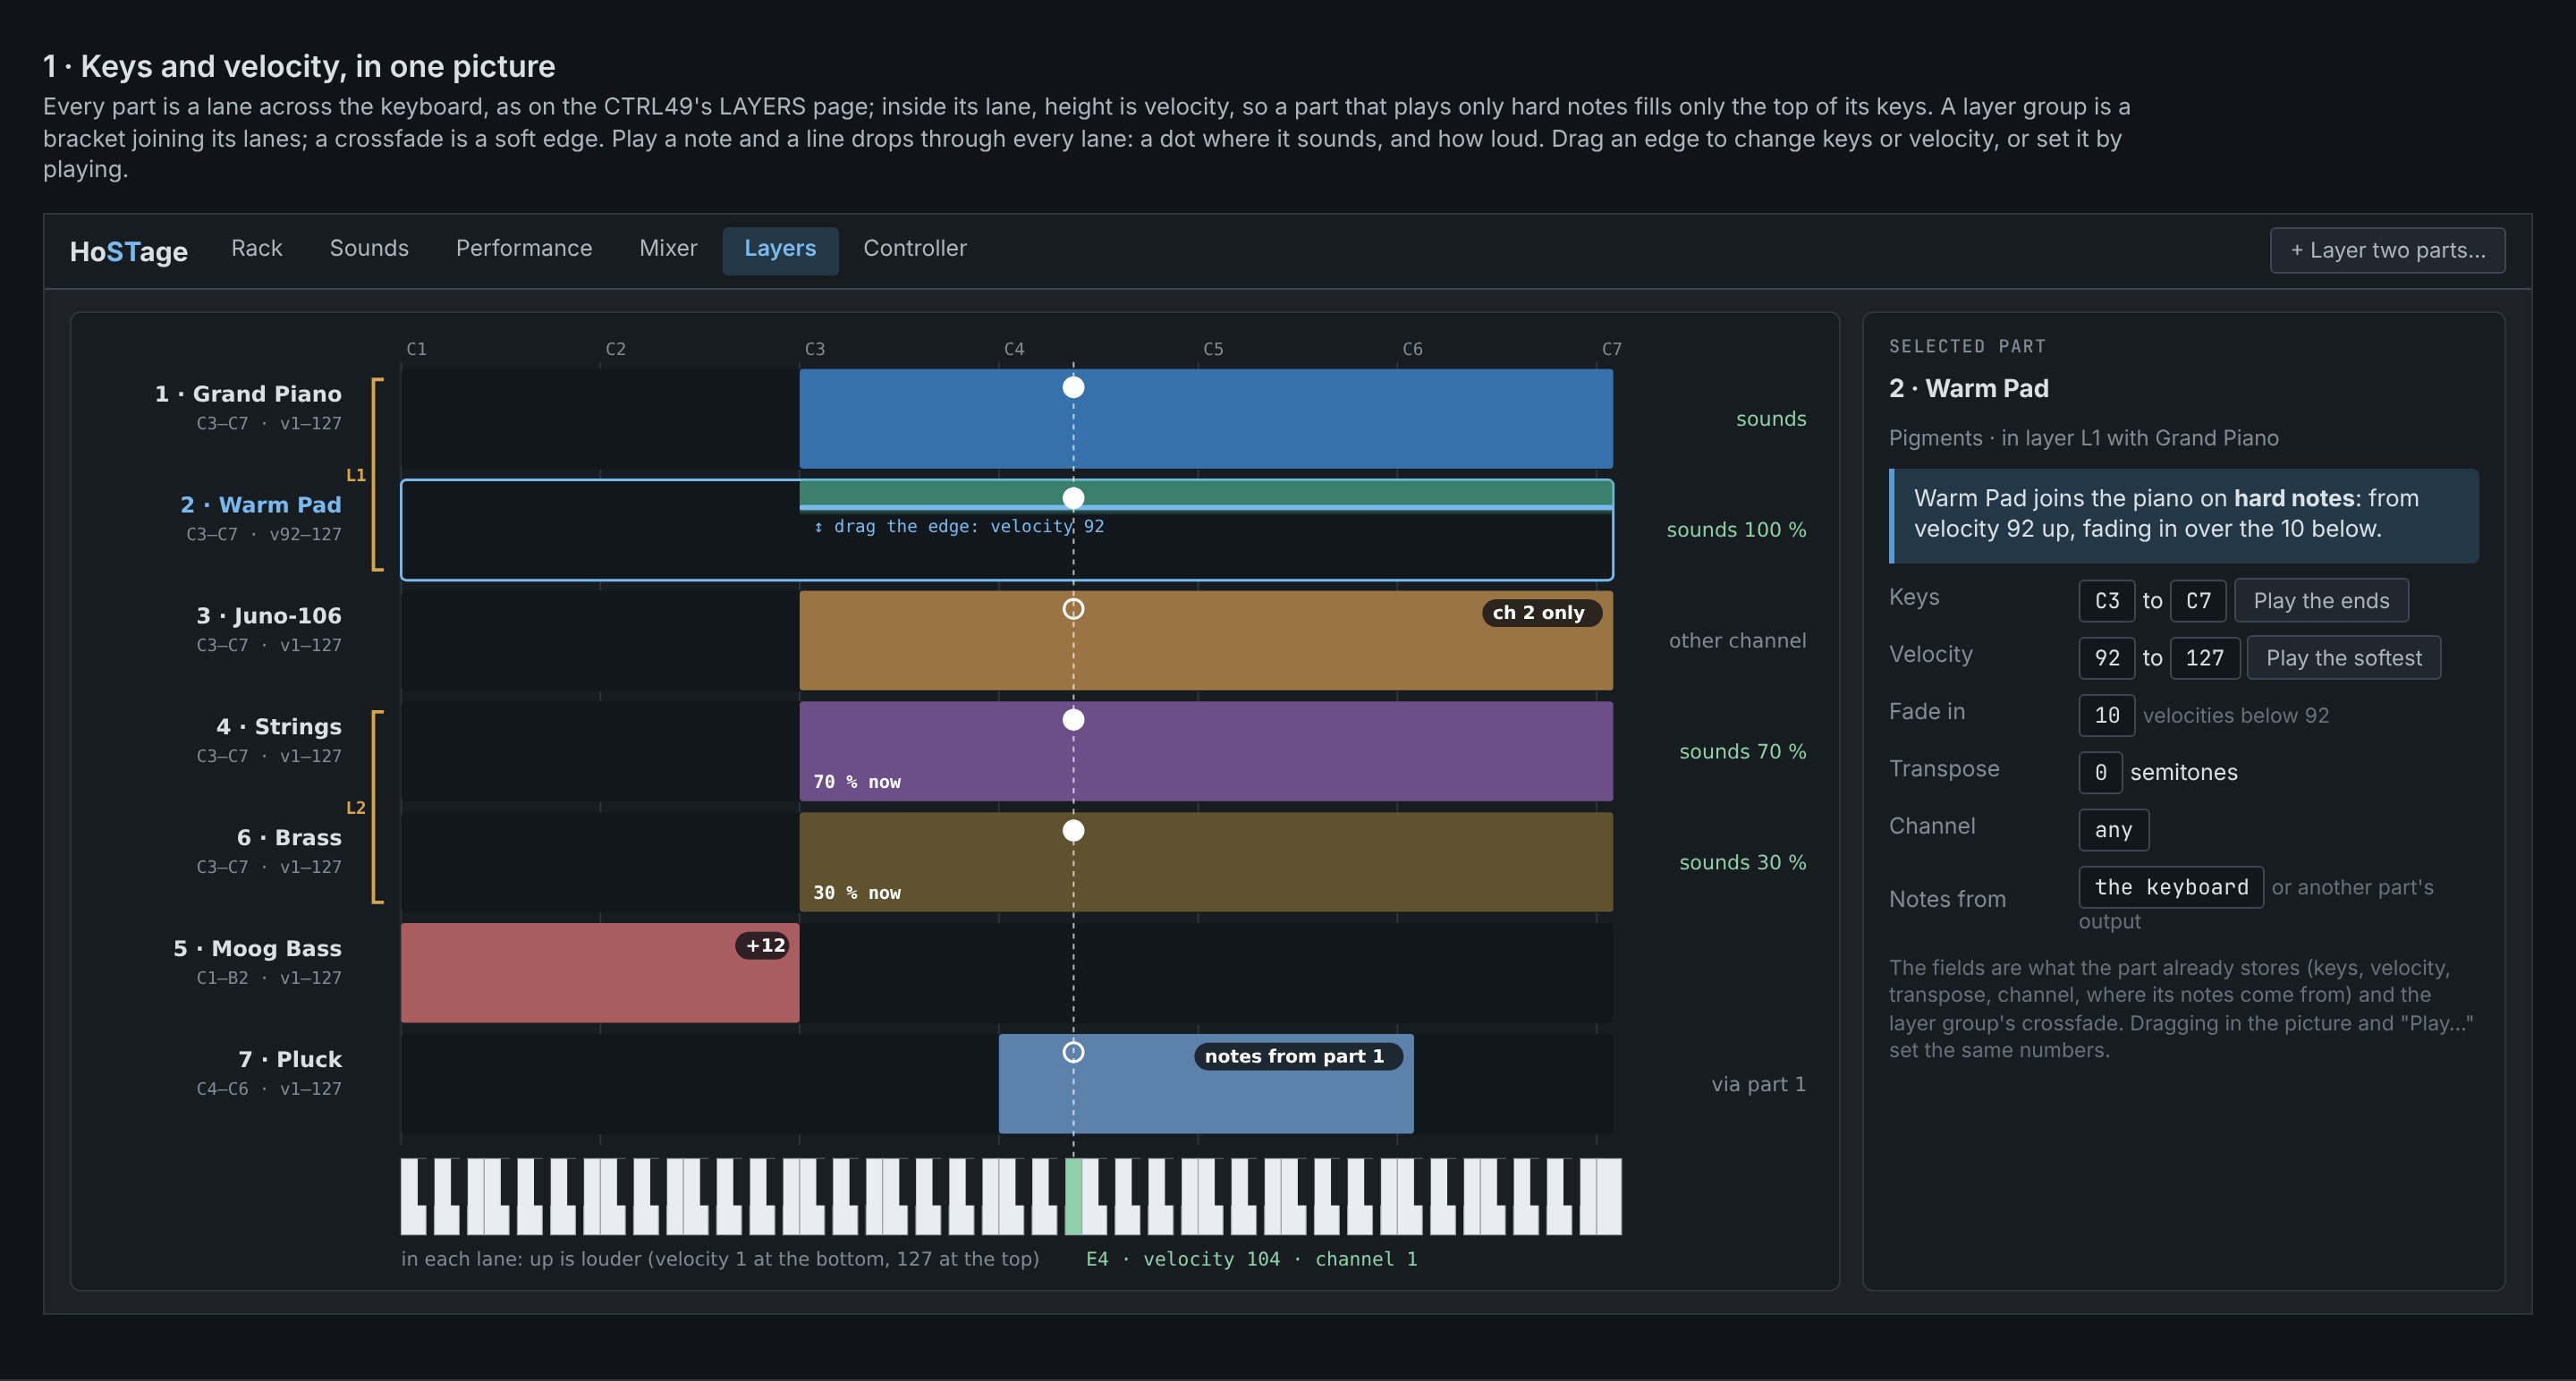 1 · Keys and velocity, in one picture
Every part is a lane across the keyboard, as on the CTRL49's LAYERS page; inside its lane, height is velocity, so a part that plays only hard notes fills only the top of its keys. A layer group is a
bracket joining its lanes; a crossfade is a soft edge. Play a note and a line drops through every lane: a dot where it sounds, and how loud. Drag an edge to change keys or velocity, or set it by
playing.
HoSTage Rack Sounds Performance Mixer Layers Controller + Layer two parts...
C1 C2 C3 C4 C5 C6 C7
1 · Grand Piano
C3–C7 · v1–127
sounds
L1
2 · Warm Pad
C3–C7 · v92–127
↕ drag the edge: velocity 92
sounds 100 %
3 · Juno-106
C3–C7 · v1–127
ch 2 only
other channel
4 · Strings
C3–C7 · v1–127
70 % now
sounds 70 %
L2
6 · Brass
C3–C7 · v1–127
30 % now
sounds 30 %
5 · Moog Bass
C1–B2 · v1–127
+12
7 · Pluck
C4–C6 · v1–127
notes from part 1
via part 1
in each lane: up is louder (velocity 1 at the bottom, 127 at the top) E4 · velocity 104 · channel 1
SELECTED PART
2 · Warm Pad
Pigments · in layer L1 with Grand Piano
Warm Pad joins the piano on hard notes: from
velocity 92 up, fading in over the 10 below.
Keys C3 to C7 Play the ends
Velocity 92 to 127 Play the softest
Fade in 10 velocities below 92
Transpose 0 semitones
Channel any
Notes from the keyboard or another part's
output
The fields are what the part already stores (keys, velocity,
transpose, channel, where its notes come from) and the
layer group's crossfade. Dragging in the picture and "Play..."
set the same numbers.